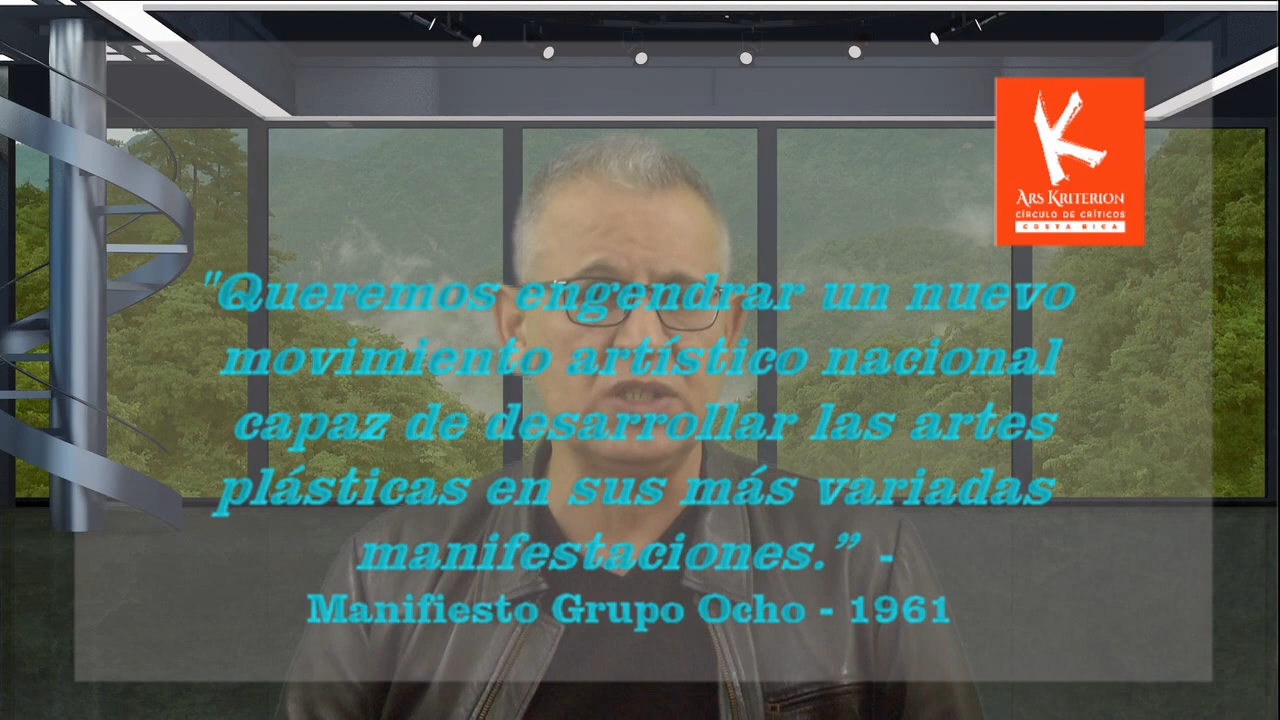 ARS KRITERION
CÍRCULO DE CRÍTICOS
COSTA RICA
"Queremos engendrar un nuevo
movimiento artístico nacional
capaz de desarrollar las artes
plásticas en sus más variadas
manifestaciones.” -
Manifiesto Grupo Ocho - 1961